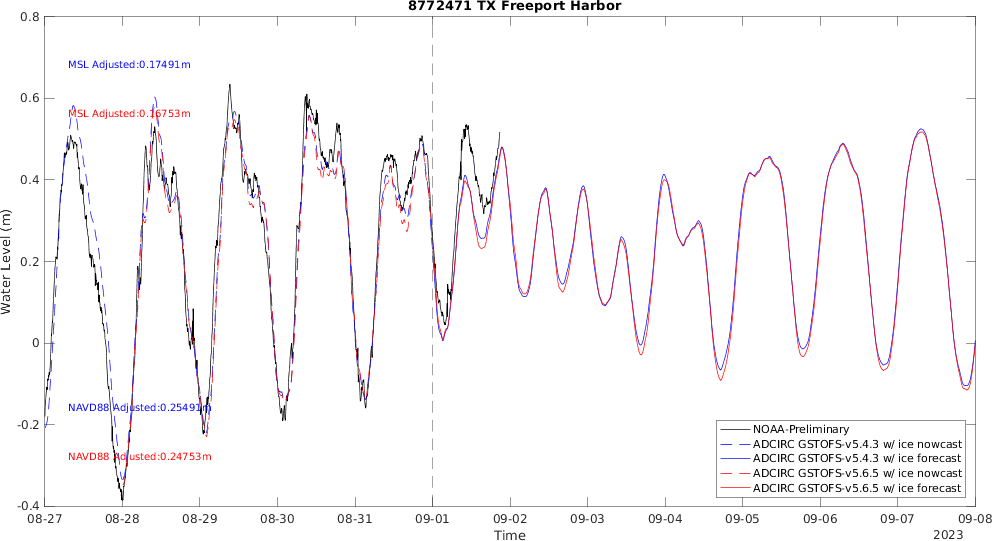 8772471 TX Freeport Harbor
Water Level (m)
0.8
0.6
0.4
0.2
0
-0.2
-0.4
MSL Adjusted:0.17491m
MSL Adjusted:0.16753m
NAVD88 Adjusted:0.25491m
NAVD88 Adjusted:0.24753m
NOAA-Preliminary
ADCIRC GSTOFS-v5.4.3 w/ ice nowcast
ADCIRC GSTOFS-v5.4.3 w/ ice forecast
ADCIRC GSTOFS-v5.6.5 w/ ice nowcast
ADCIRC GSTOFS-v5.6.5 w/ ice forecast
08-27 08-28 08-29 08-30 08-31 09-01 09-02 09-03 09-04 09-05 09-06 09-07 09-08
Time
2023